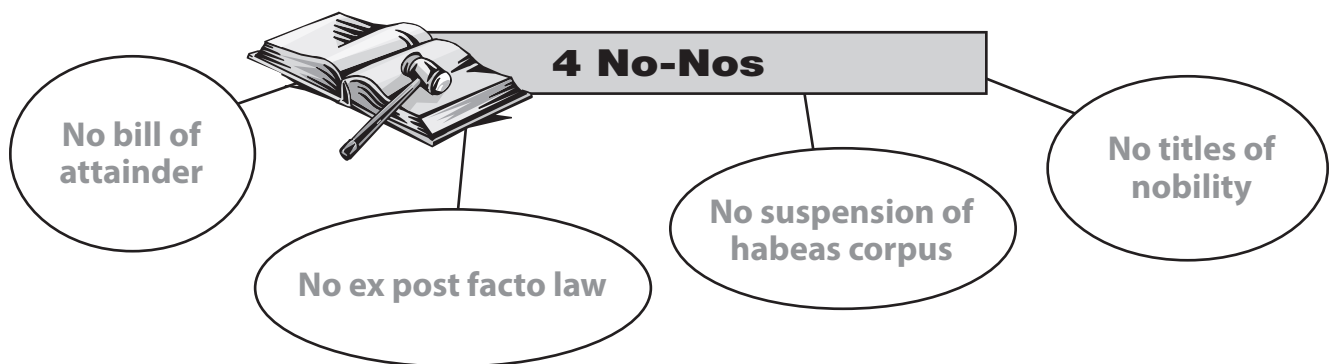 4 No-Nos
No bill of
attainder
No ex post facto law
No suspension of
habeas corpus
No titles of
nobility